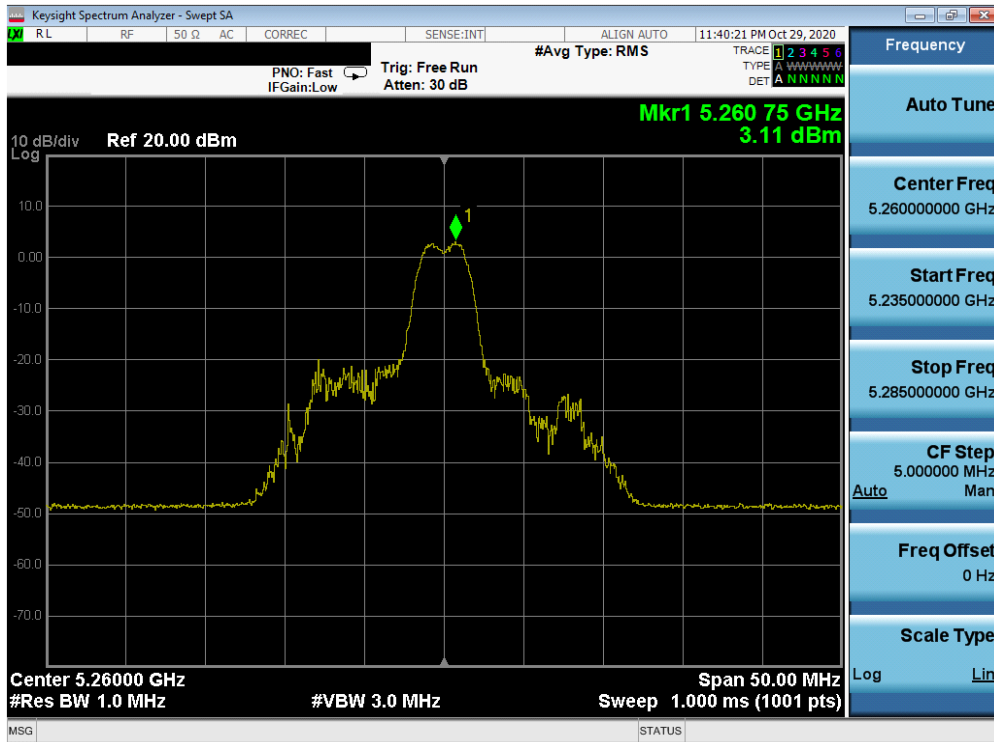 Keysight Spectrum Analyzer - Swept SA
LXI RL RF 50 Ω AC CORREC SENSE:INT ALIGN AUTO 11:40:21 PM Oct 29, 2020
#Avg Type: RMS TRACE 1 2 3 4 5 6
PNO: Fast Trig: Free Run TYPE A WWWWW
IFGain:Low Atten: 30 dB DET A N N N N N
Mkr1 5.260 75 GHz
3.11 dBm
10 dB/div Ref 20.00 dBm
Log
1
10.0
0.00
-10.0
-20.0
-30.0
-40.0
-50.0
-60.0
-70.0
Center 5.26000 GHz Span 50.00 MHz
#Res BW 1.0 MHz #VBW 3.0 MHz Sweep 1.000 ms (1001 pts)
MSG STATUS
Frequency
Auto Tune
Center Freq
5.260000000 GHz
Start Freq
5.235000000 GHz
Stop Freq
5.285000000 GHz
CF Step
5.000000 MHz
Auto Man
Freq Offset
0 Hz
Scale Type
Log Lin